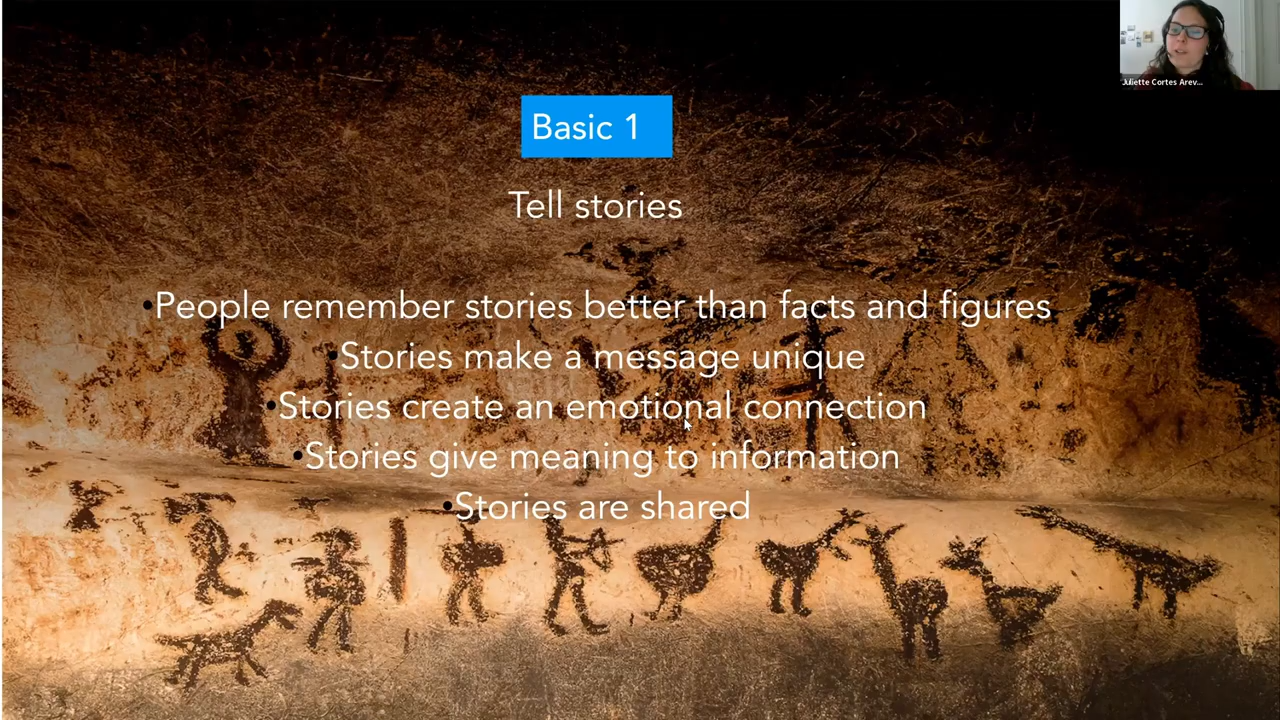 Juliette Cortes Arev...
Basic 1
Tell stories
•People remember stories better than facts and figures
•Stories make a message unique
•Stories create an emotional connection
•Stories give meaning to information
•Stories are shared